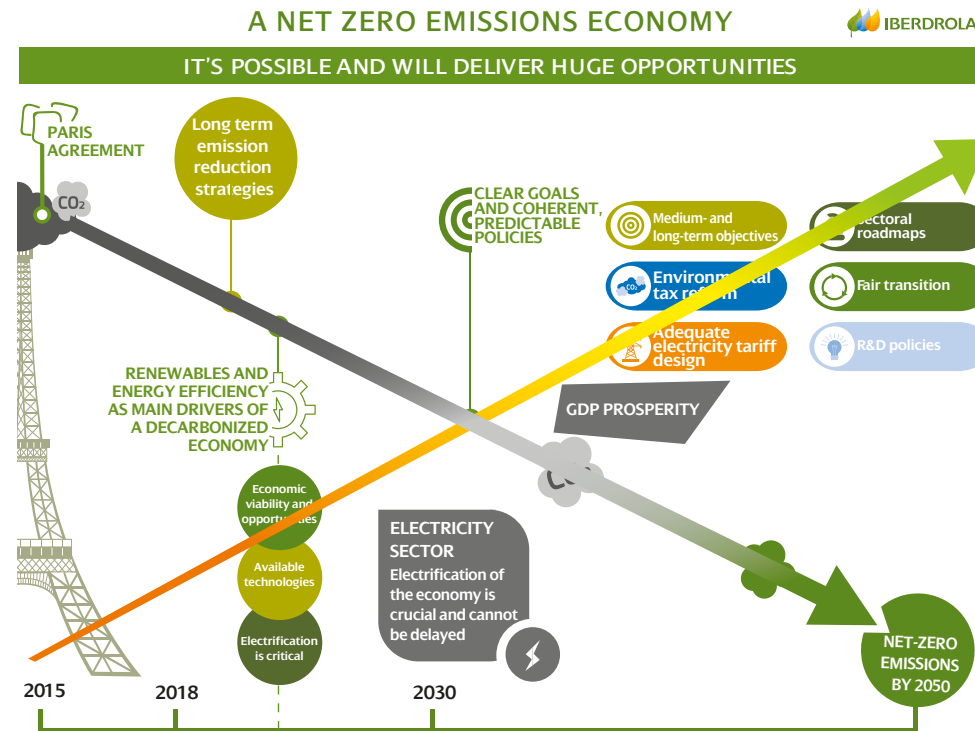 A NET ZERO EMISSIONS ECONOMY
IBERDROLA
IT'S POSSIBLE AND WILL DELIVER HUGE OPPORTUNITIES
PARIS
AGREEMENT
CO₂
Long term
emission
reduction
strategies
CLEAR GOALS
AND COHERENT,
PREDICTABLE
POLICIES
Medium- and
long-term objectives
Sectoral
roadmaps
CO₂
Environmental
tax reform
Fair transition
Adequate
electricity tariff
design
R&D policies
RENEWABLES AND
ENERGY EFFICIENCY
AS MAIN DRIVERS OF
A DECARBONIZED
ECONOMY
GDP PROSPERITY
Economic
viability and
opportunities
Available
technologies
Electrification
is critical
ELECTRICITY
SECTOR
Electrification of
the economy is
crucial and cannot
be delayed
NET-ZERO
EMISSIONS
BY 2050
2015
2018
2030